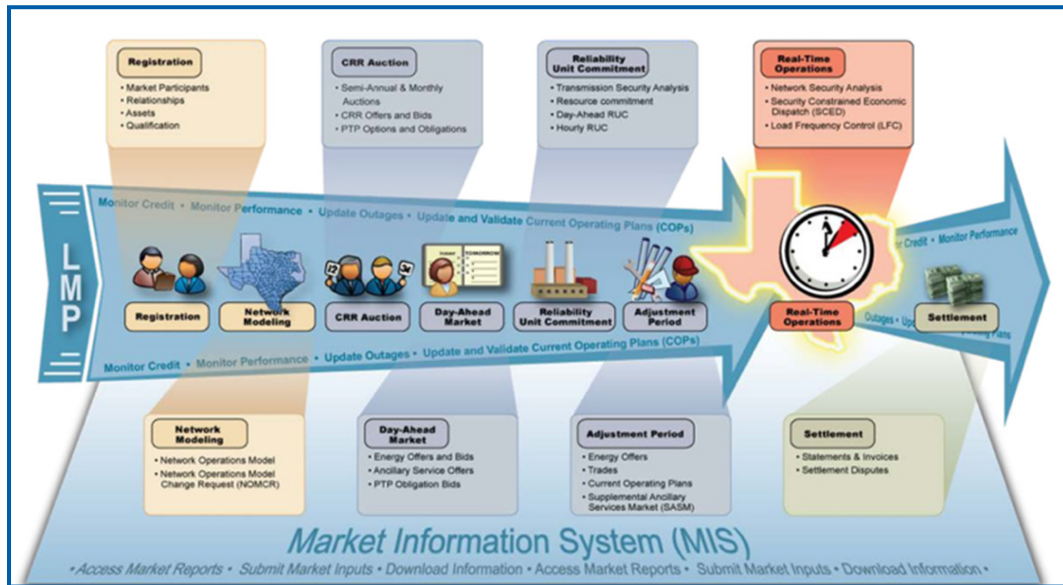 Registration
• Market Participants
• Relationships
• Assets
• Qualification
CRR Auction
• Semi-Annual & Monthly
Auctions
• CRR Offers and Bids
• PTP Options and Obligations
Reliability
Unit Commitment
• Transmission Security Analysis
• Resource commitment
• Day-Ahead RUC
• Hourly RUC
Real-Time
Operations
• Network Security Analysis
• Security Constrained Economic
Dispatch (SCED)
• Load Frequency Control (LFC)
LMP
Monitor Credit • Monitor Performance • Update Outages • Update and Validate Current Operating Plans (COPs)
Credit • Monitor Performance
17
34
TODAY
TOMORROW
Registration
Network
Modeling
CRR Auction
Day-Ahead
Market
Reliability
Unit Commitment
Adjustment
Period
Real-Time
Operations
Settlement
Outages •
Plans
Monitor Credit • Monitor Performance • Update Outages • Update and Validate Current Operating Plans (COPs)
Network
Modeling
• Network Operations Model
• Network Operations Model
Change Request (NOMCR)
Day-Ahead
Market
• Energy Offers and Bids
• Ancillary Service Offers
• PTP Obligation Bids
Adjustment Period
• Energy Offers
• Trades
• Current Operating Plans
• Supplemental Ancillary
Services Market (SASM)
Settlement
• Statements & Invoices
• Settlement Disputes
Market Information System (MIS)
• Access Market Reports • Submit Market Inputs • Download Information • Access Market Reports • Submit Market Inputs • Download Information •